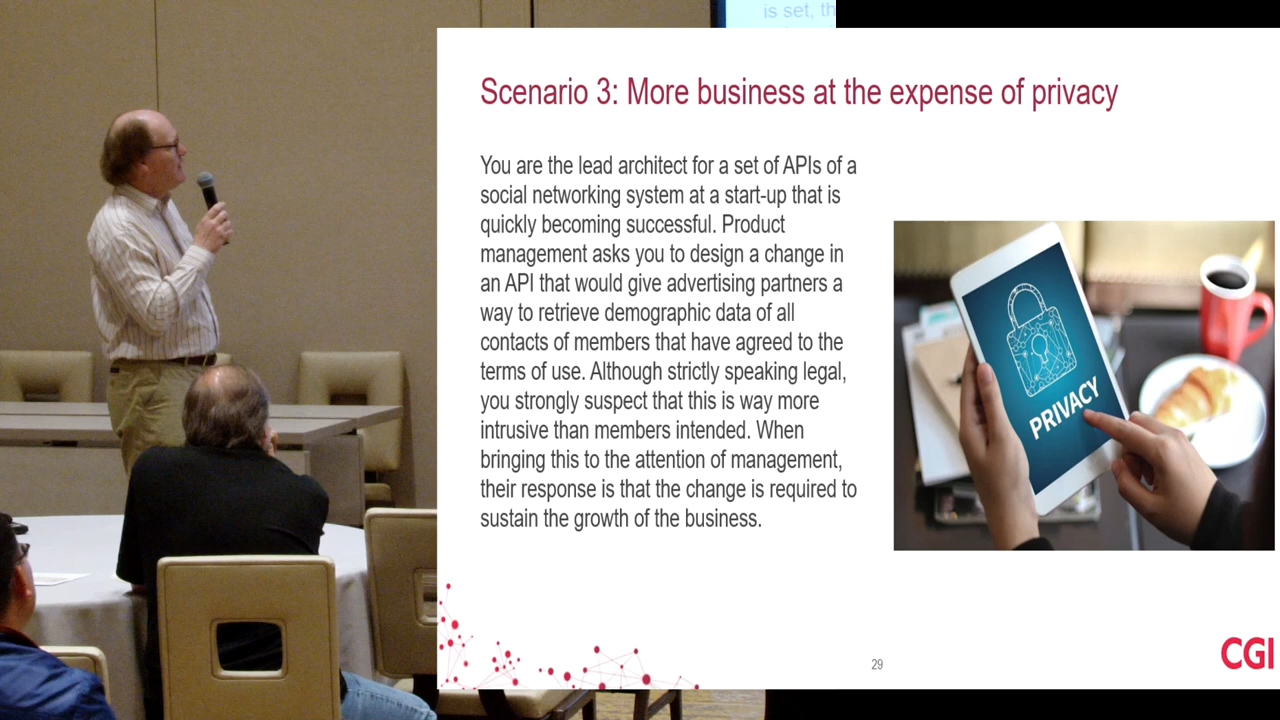 is set, th
Scenario 3: More business at the expense of privacy
You are the lead architect for a set of APIs of a
social networking system at a start-up that is
quickly becoming successful. Product
management asks you to design a change in
an API that would give advertising partners a
way to retrieve demographic data of all
contacts of members that have agreed to the
terms of use. Although strictly speaking legal,
you strongly suspect that this is way more
intrusive than members intended. When
bringing this to the attention of management,
their response is that the change is required to
sustain the growth of the business.
PRIVACY
29
CGI